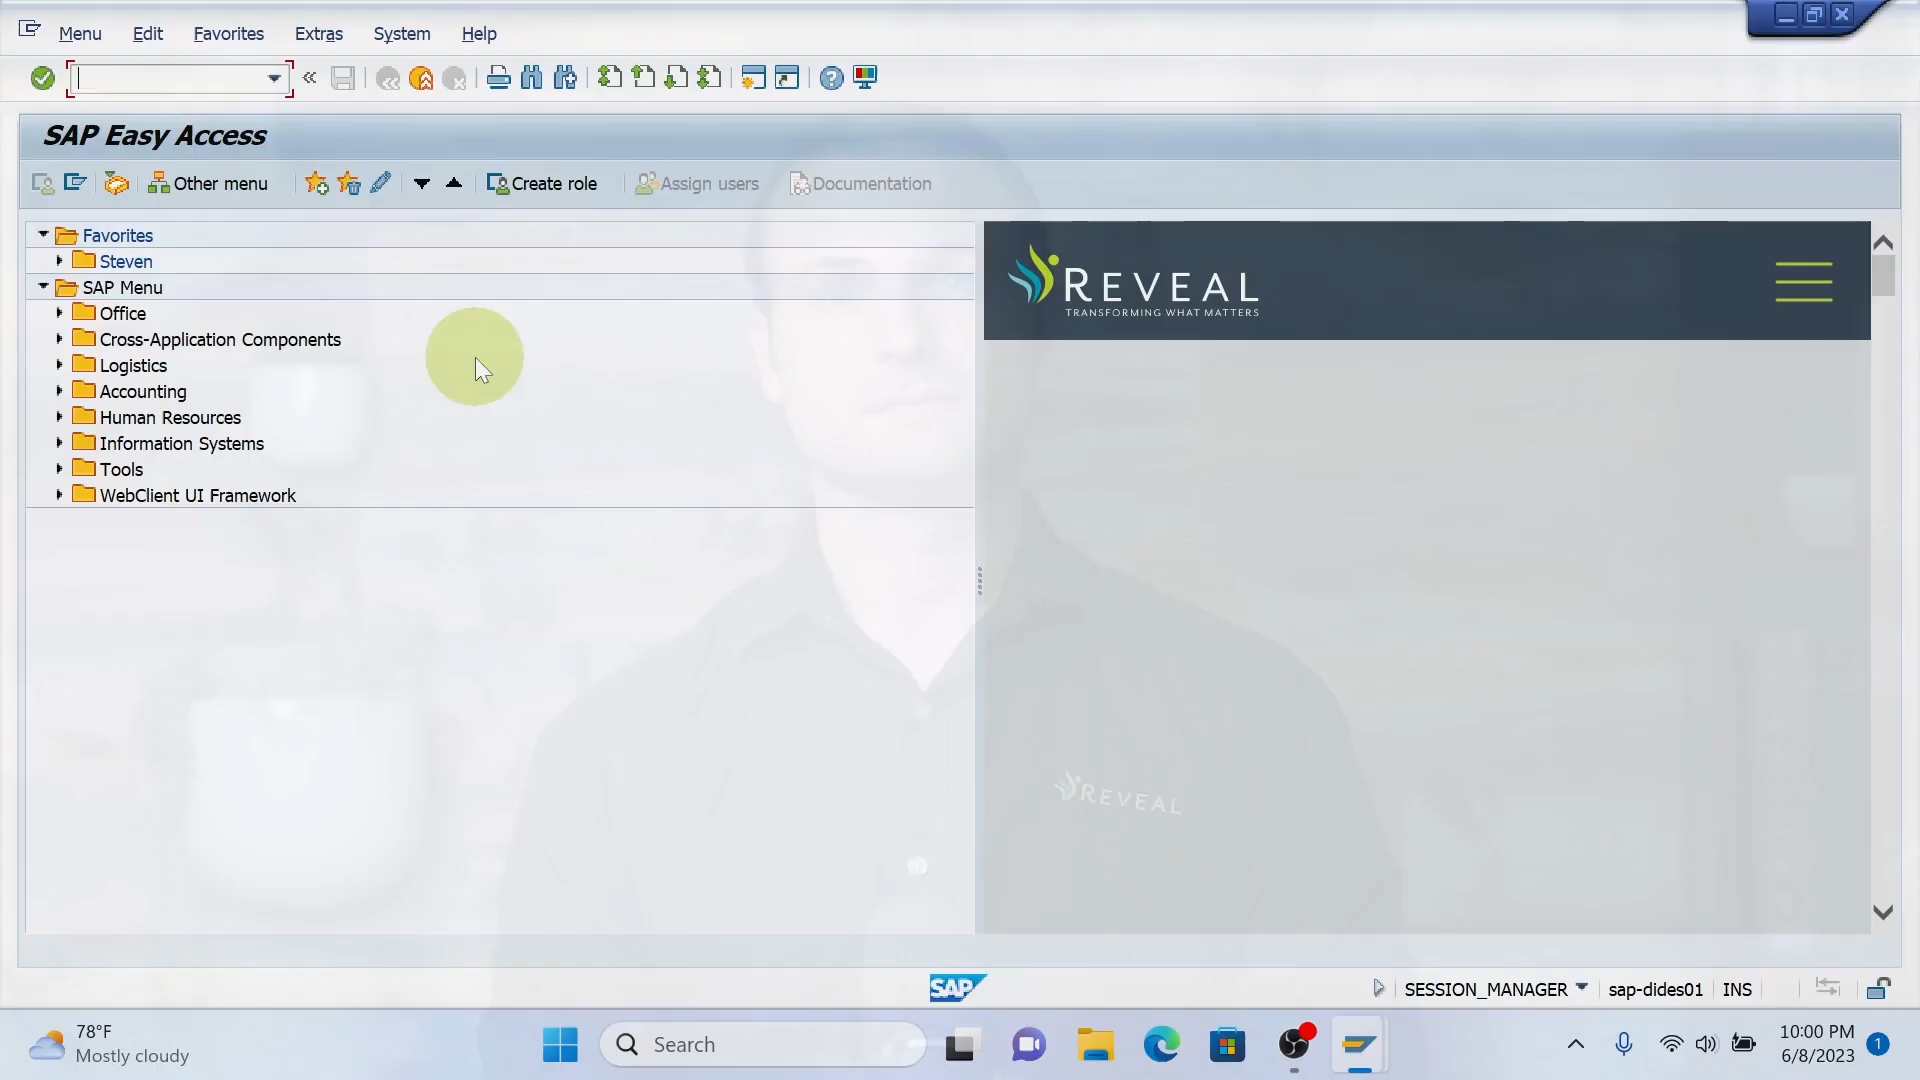 Menu Edit Favorites Extras System Help
SAP Easy Access
Other menu Create role Assign users Documentation
Favorites
Steven
SAP Menu
Office
Cross-Application Components
Logistics
Accounting
Human Resources
Information Systems
Tools
WebClient UI Framework
REVEAL
TRANSFORMING WHAT MATTERS
REVEAL
SAP
SESSION_MANAGER sap-dides01 INS
78°F
Mostly cloudy
Search
10:00 PM
6/8/2023
1